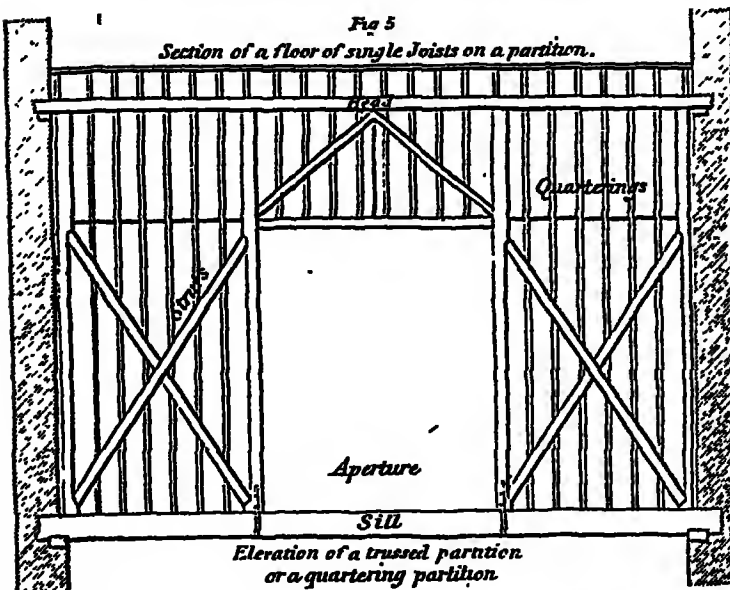 Fig 5
Section of a floor of single Joists on a partition.
Head
Quarterings
Struts
Aperture
Sill
Elevation of a trussed partition
or a quartering partition